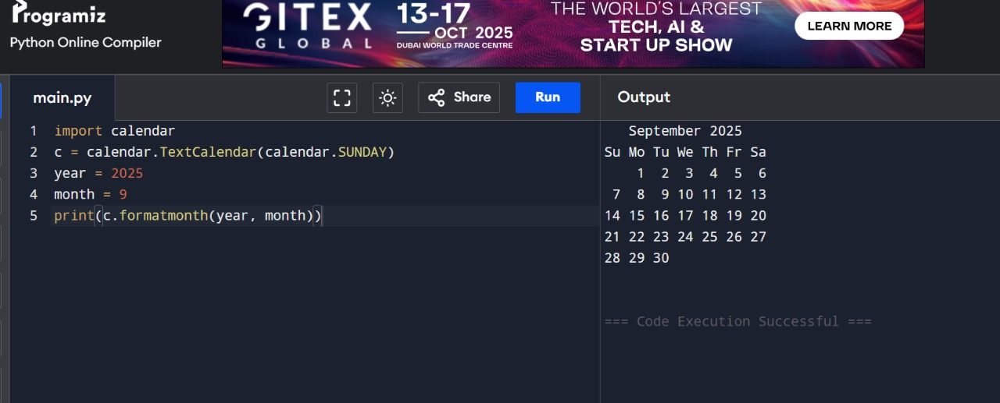 Programiz
Python Online Compiler
GITEX
GLOBAL
13-17
OCT 2025
DUBAI WORLD TRADE CENTRE
THE WORLD'S LARGEST
TECH, AI &
START UP SHOW
LEARN MORE
main.py
Share
Run
Output
1 import calendar
2 c = calendar.TextCalendar(calendar.SUNDAY)
3 year = 2025
4 month = 9
5 print(c.formatmonth(year, month))
September 2025
Su Mo Tu We Th Fr Sa
1 2 3 4 5 6
7 8 9 10 11 12 13
14 15 16 17 18 19 20
21 22 23 24 25 26 27
28 29 30
=== Code Execution Successful ===